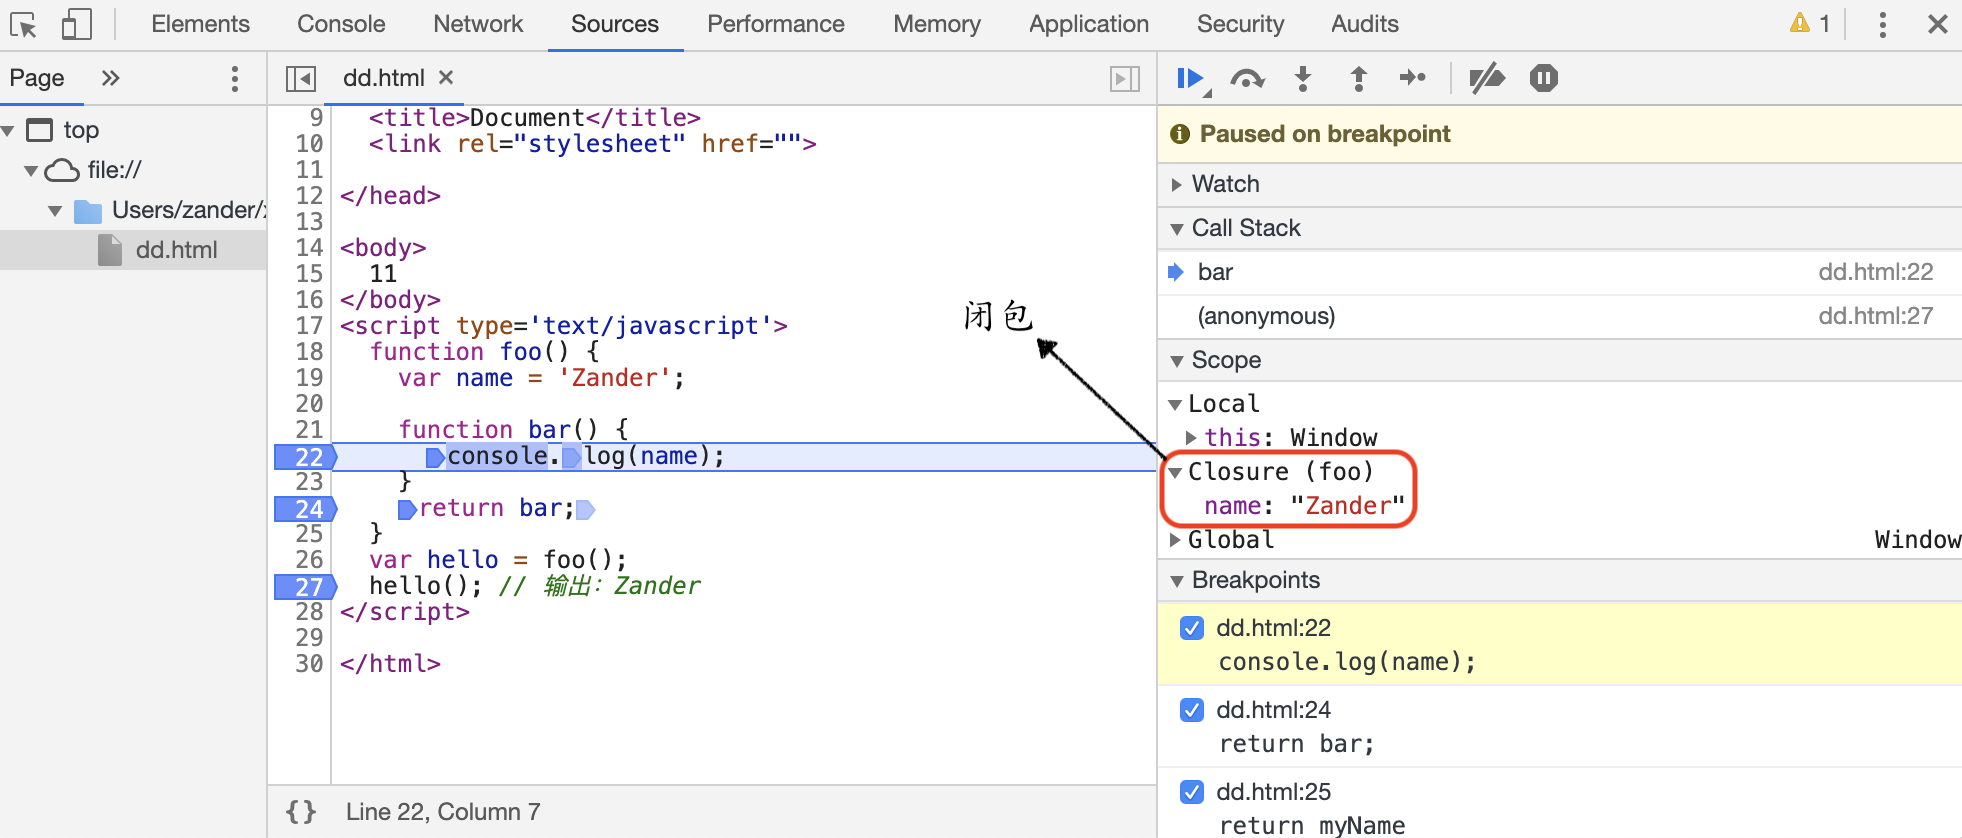 Elements Console Network Sources Performance Memory Application Security Audits 1
Page
dd.html
top
file://
Users/zander/
dd.html
9 <title>Document</title>
10 <link rel="stylesheet" href="">
11
12 </head>
13
14 <body>
15 11
16 </body>
17 <script type='text/javascript'>
18 function foo() {
19 var name = 'Zander';
20
21 function bar() {
22 console.log(name);
23 }
24 return bar;
25 }
26 var hello = foo();
27 hello(); // 输出：Zander
28 </script>
29
30 </html>
{} Line 22, Column 7
闭包
Paused on breakpoint
Watch
Call Stack
bar dd.html:22
(anonymous) dd.html:27
Scope
Local
this: Window
Closure (foo)
name: "Zander"
Global Window
Breakpoints
dd.html:22
console.log(name);
dd.html:24
return bar;
dd.html:25
return myName